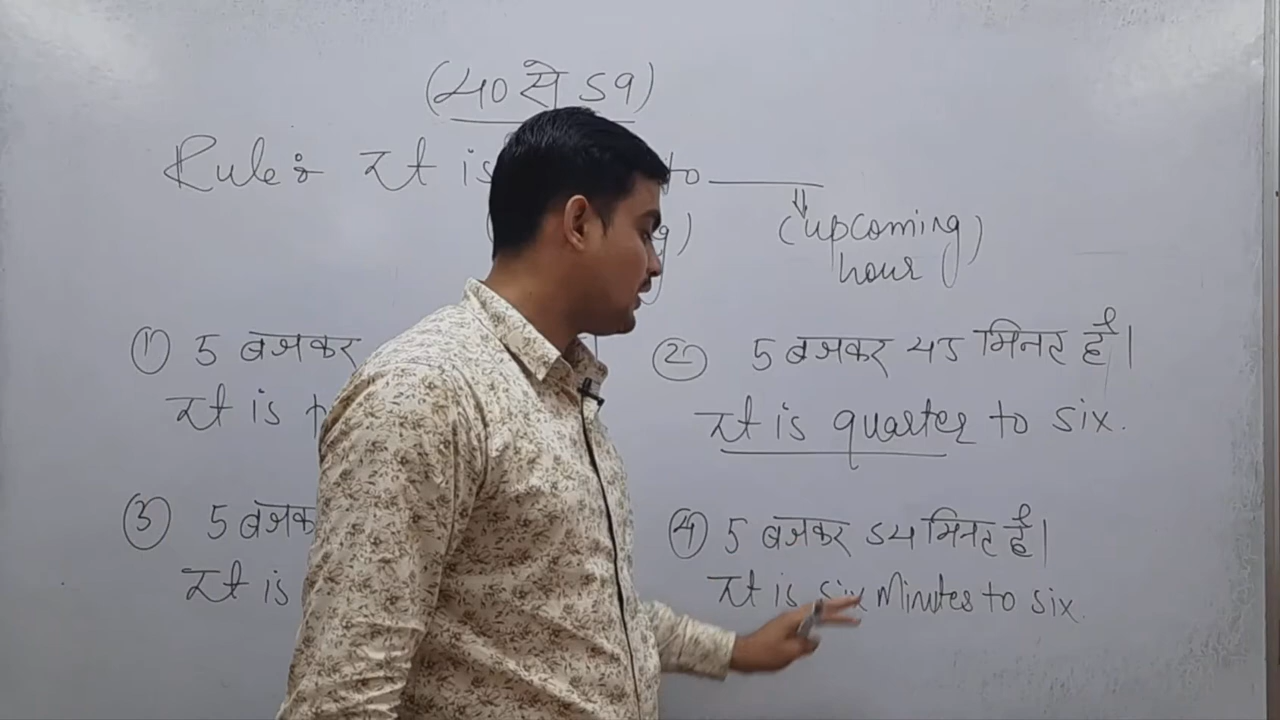 (40 से 59)
Rule: It is to
(upcoming
hour)
① 5 बजकर
It is
② 5 बजकर 45 मिनट है।
It is quarter to six.
③ 5 बजक
It is
④ 5 बजकर 54 मिनट है।
It is six Minutes to six.